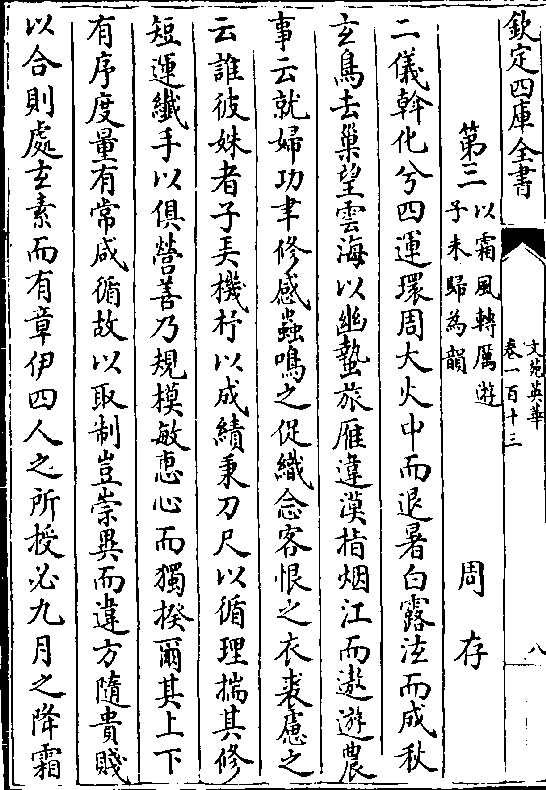 欽定四庫全書
文苑英華
卷一百十三
八
第三
以霜風轉厲遊
子未歸為韻
周存
二儀斡化兮四運環周大火中而退暑白露泫而成秋
玄鳥去巢望雲海以幽蟄旅雁違漠指烟江而遨遊農
事云就婦功聿修感蟲鳴之促織念客恨之衣裘慮之
云誰彼姝者子弄機杼以成績秉刀尺以循理揣其修
短運纖手以俱營善乃規模敏惠心而獨揆爾其上下
有序度量有常咸循故以取制豈崇異而違方隨貴賤
以合則處玄素而有章伊四人之所授必九月之降霜